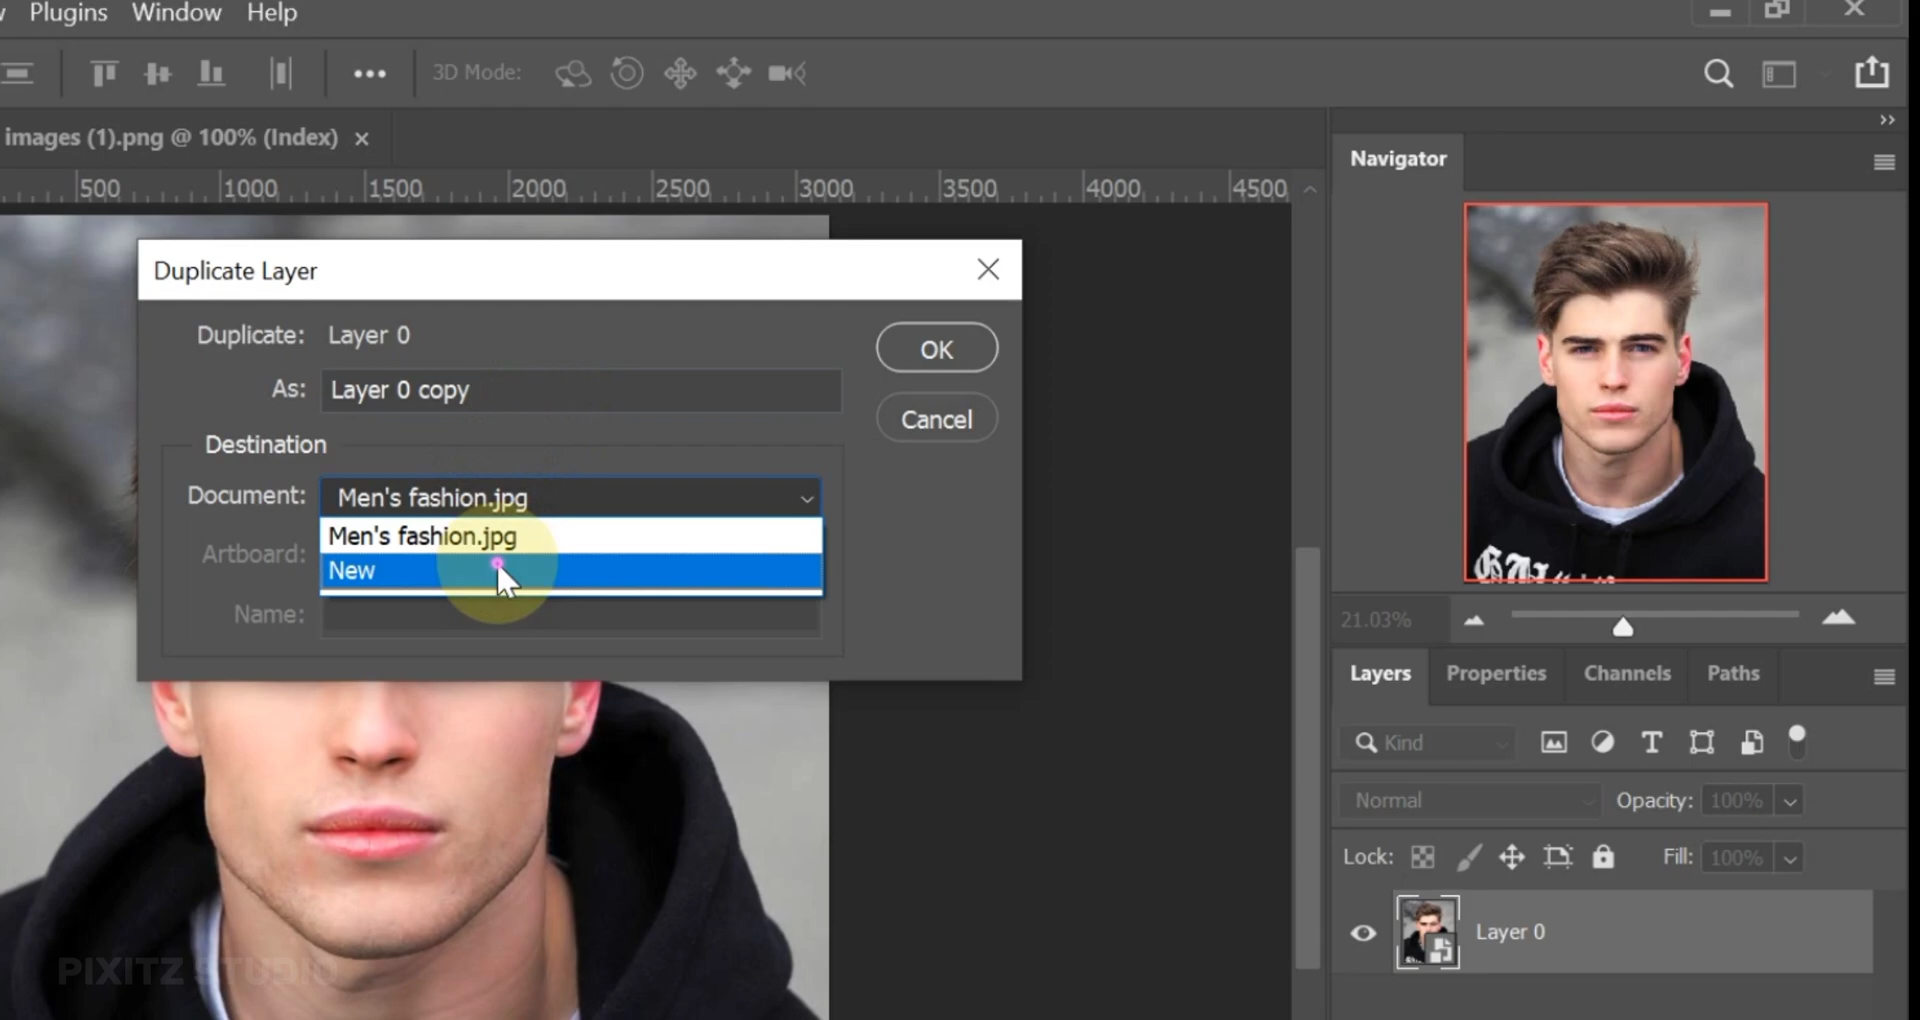 Plugins Window Help
3D Mode:
images (1).png @ 100% (Index)
500 1000 1500 2000 2500 3000 3500 4000 4500
Navigator
Duplicate Layer
Duplicate: Layer 0
OK
As: Layer 0 copy
Cancel
Destination
Document: Men's fashion.jpg
Men's fashion.jpg
Artboard:
New
Name:
21.03%
Layers Properties Channels Paths
Kind
Normal Opacity: 100%
Lock: Fill: 100%
Layer 0
PIXITZ STUDIO